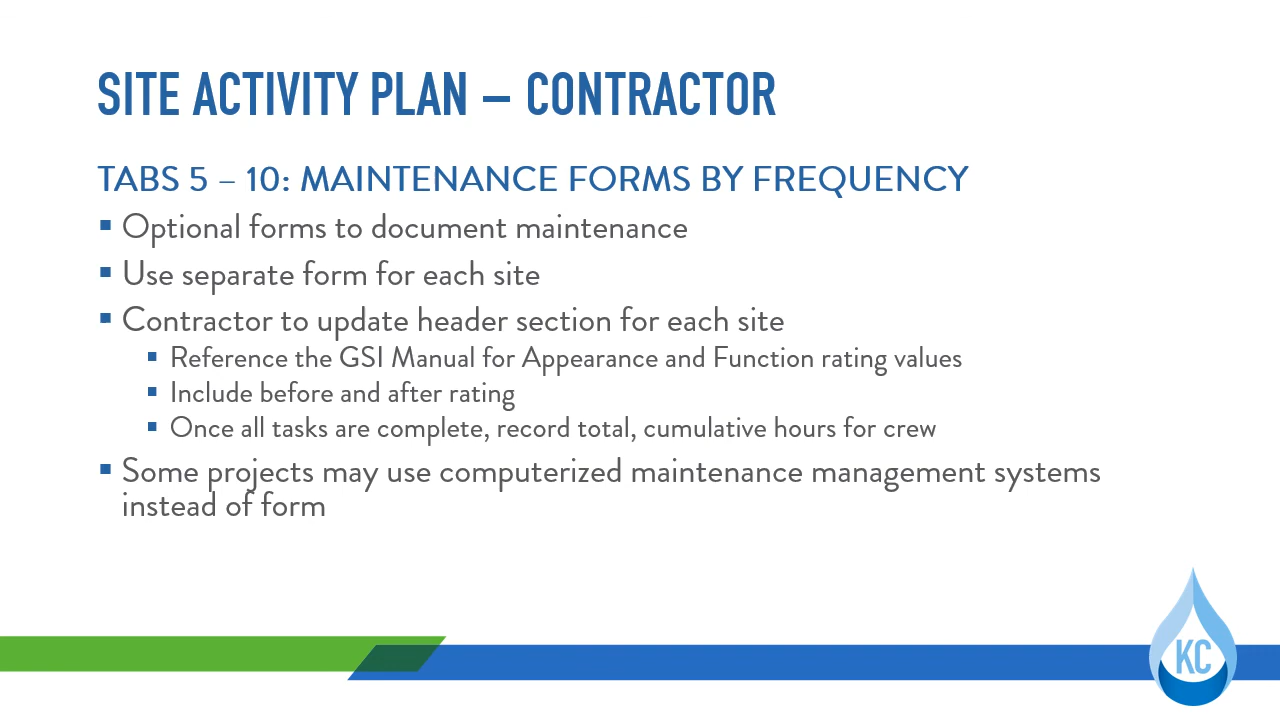 SITE ACTIVITY PLAN – CONTRACTOR
TABS 5 – 10: MAINTENANCE FORMS BY FREQUENCY
▪ Optional forms to document maintenance
▪ Use separate form for each site
▪ Contractor to update header section for each site
▪ Reference the GSI Manual for Appearance and Function rating values
▪ Include before and after rating
▪ Once all tasks are complete, record total, cumulative hours for crew
▪ Some projects may use computerized maintenance management systems
instead of form
KC